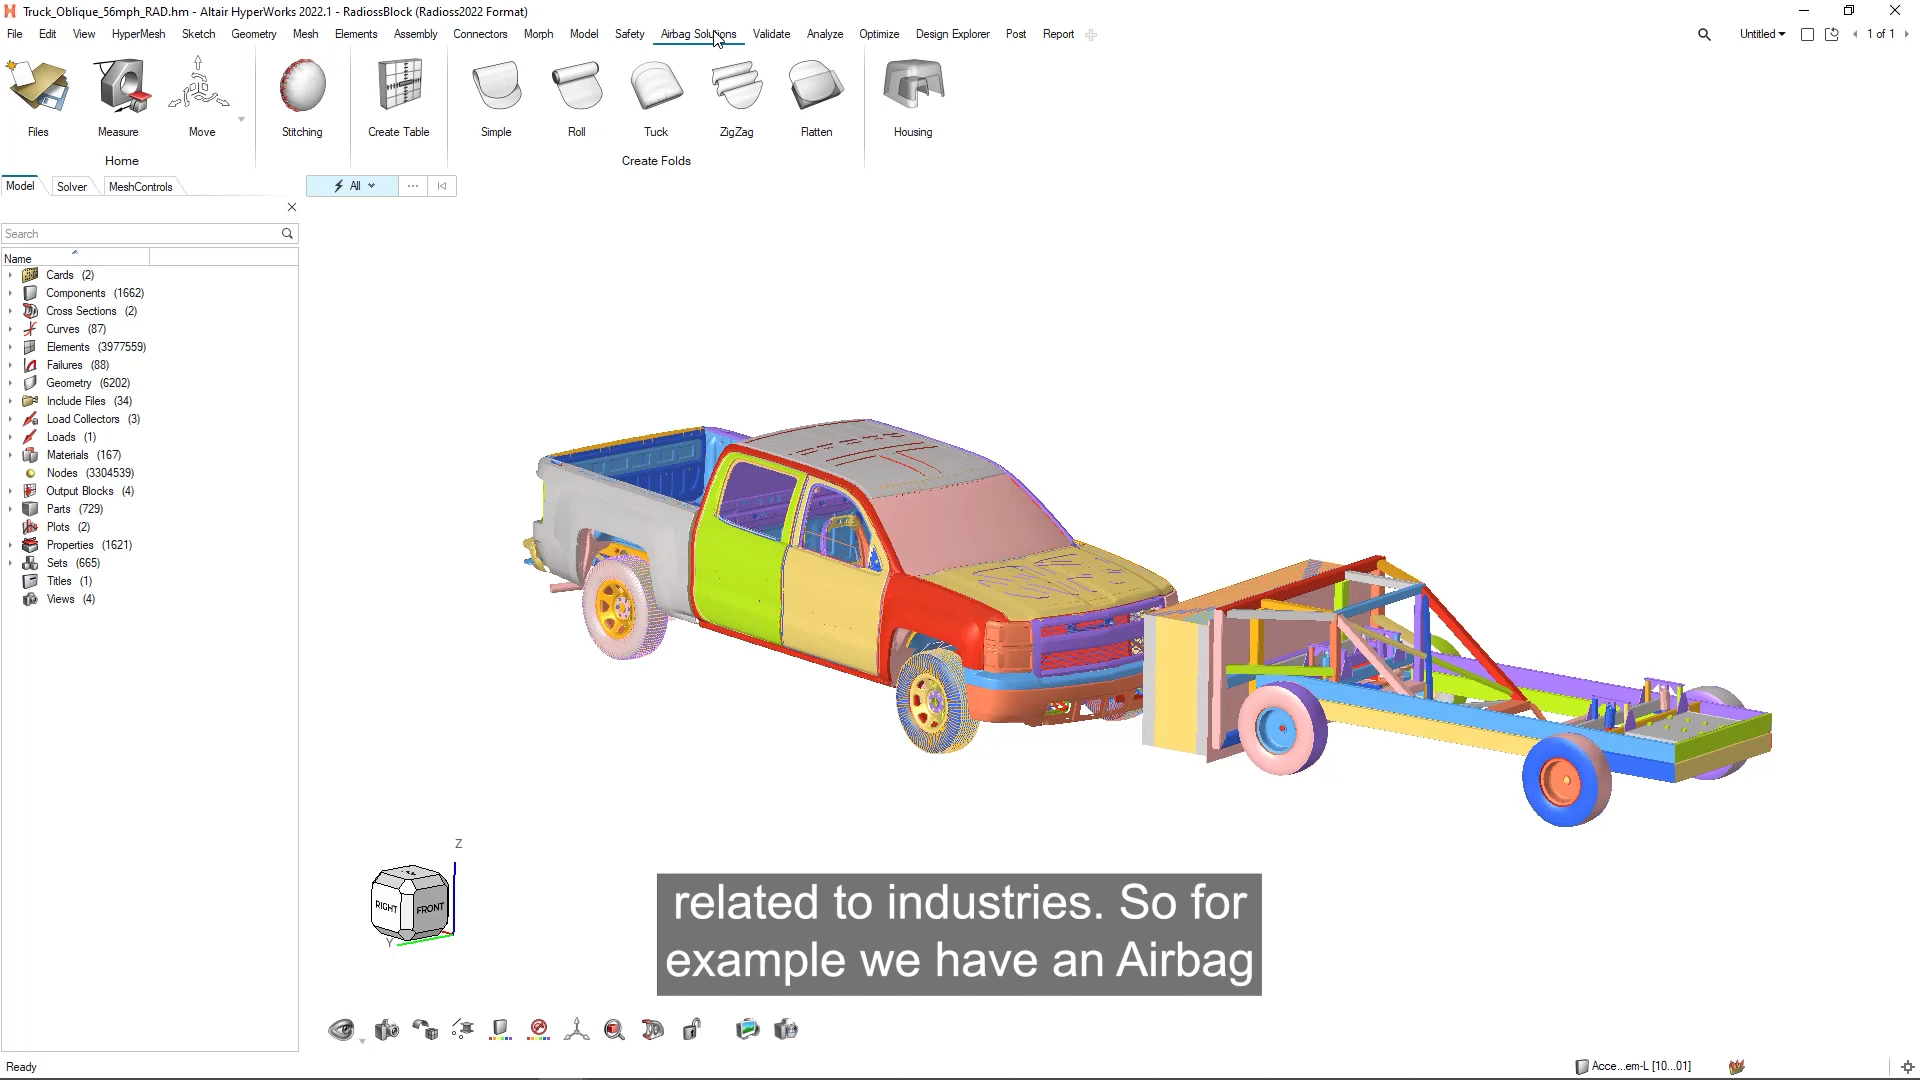 Truck_Oblique_56mph_RAD.hm - Altair HyperWorks 2022.1 - RadiossBlock (Radioss2022 Format)
File Edit View HyperMesh Sketch Geometry Mesh Elements Assembly Connectors Morph Model Safety Airbag Solutions Validate Analyze Optimize Design Explorer Post Report Untitled 1 of 1
Files Measure Move Stitching Create Table Simple Roll Tuck ZigZag Flatten Housing
Home Create Folds
Model Solver MeshControls All
Search
Name
Cards (2)
Components (1662)
Cross Sections (2)
Curves (87)
Elements (3977559)
Failures (88)
Geometry (6202)
Include Files (34)
Load Collectors (3)
Loads (1)
Materials (167)
Nodes (3304539)
Output Blocks (4)
Parts (729)
Plots (2)
Properties (1621)
Sets (665)
Titles (1)
Views (4)
Z
RIGHT FRONT
Y
related to industries. So for
example we have an Airbag
Ready Acce...em-L [10...01]